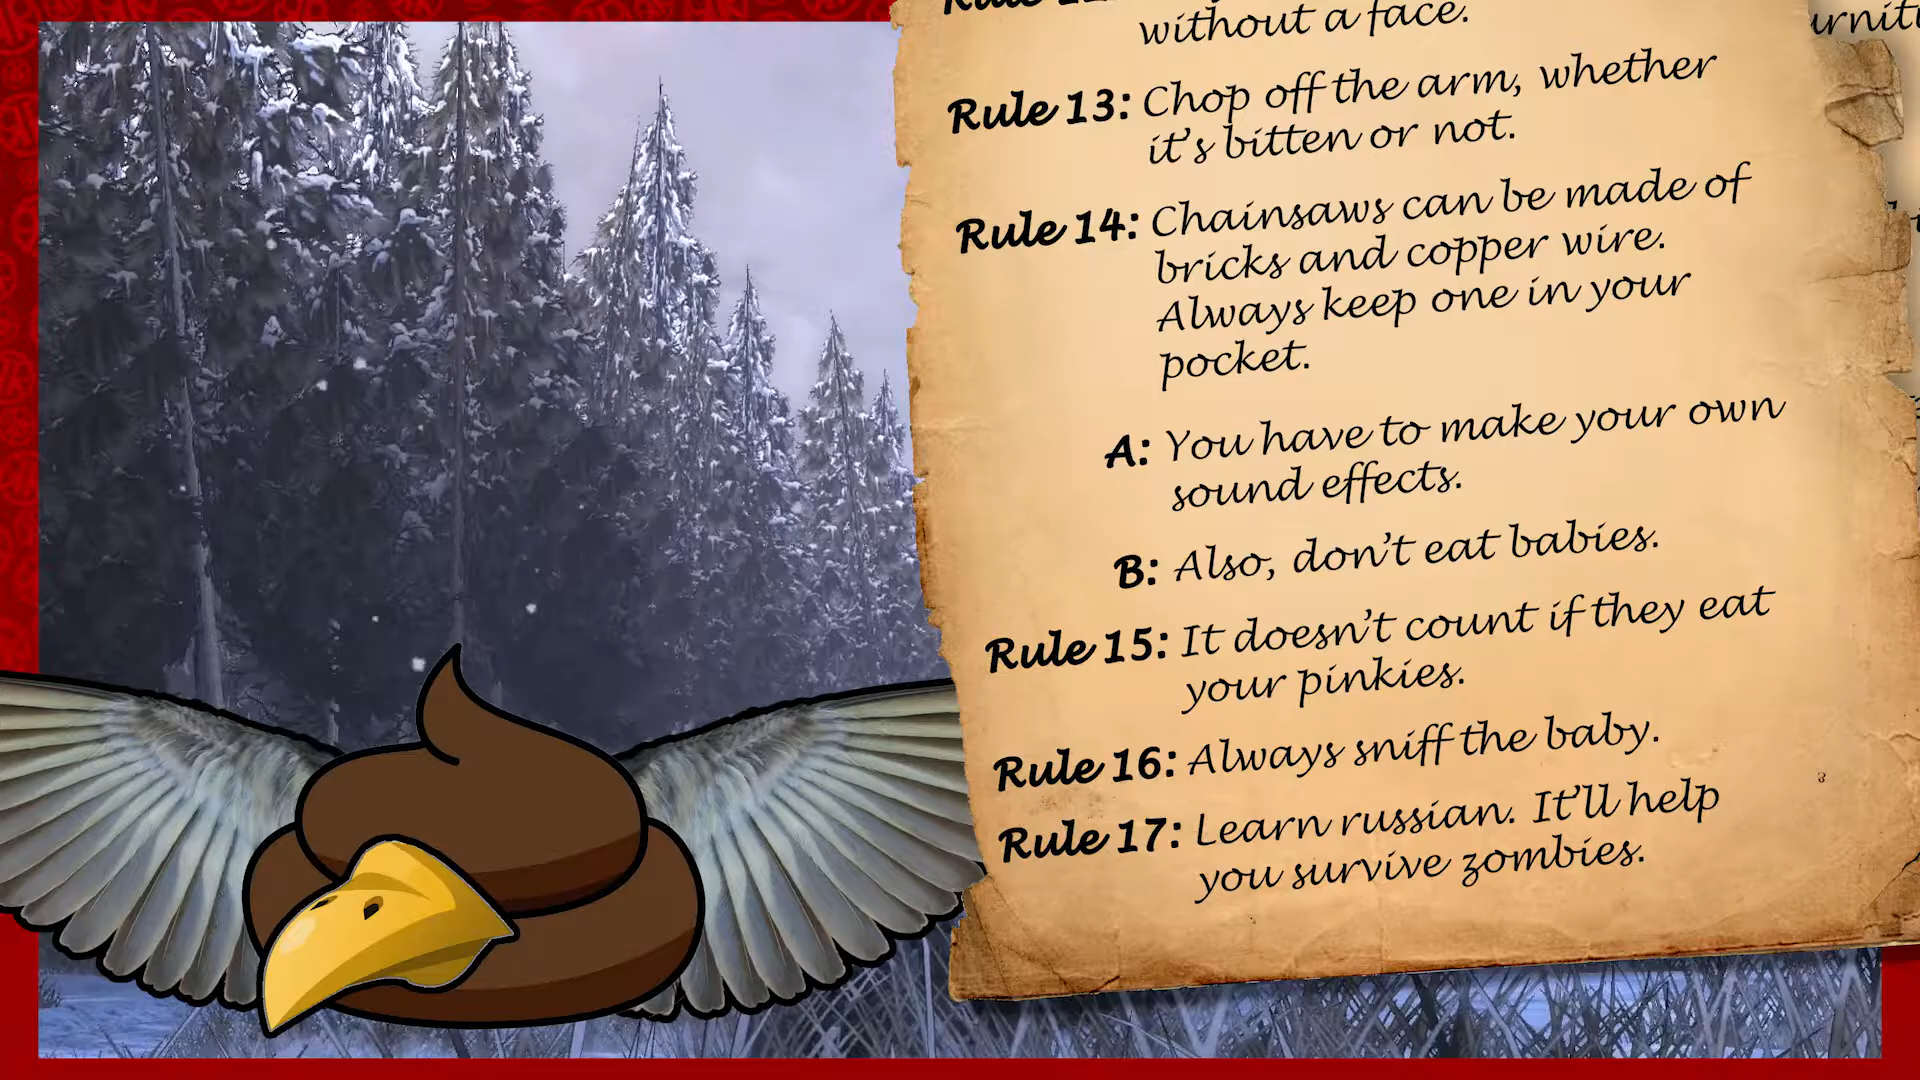 without a face.
Rule 13: Chop off the arm, whether
it's bitten or not.
Rule 14: Chainsaws can be made of
bricks and copper wire.
Always keep one in your
pocket.
A: You have to make your own
sound effects.
B: Also, don't eat babies.
Rule 15: It doesn't count if they eat
your pinkies.
Rule 16: Always sniff the baby.
Rule 17: Learn russian. It'll help
you survive zombies.